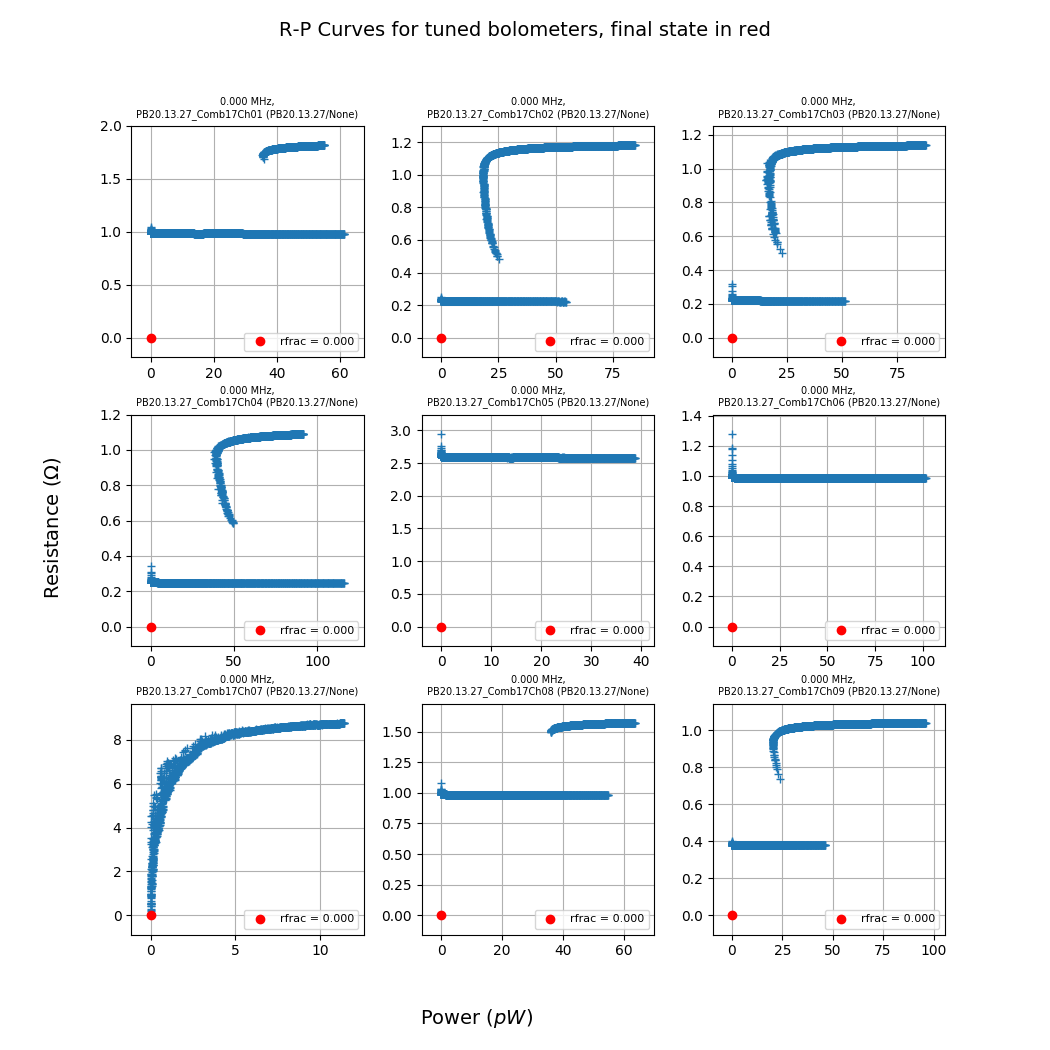 R-P Curves for tuned bolometers, final state in red
0.000 MHz,
PB20.13.27_Comb17Ch01 (PB20.13.27/None)
0.000 MHz,
PB20.13.27_Comb17Ch02 (PB20.13.27/None)
0.000 MHz,
PB20.13.27_Comb17Ch03 (PB20.13.27/None)
2.0
1.5
1.0
0.5
0.0
0 20 40 60
rfrac = 0.000
1.2
1.0
0.8
0.6
0.4
0.2
0.0
0 25 50 75
rfrac = 0.000
1.2
1.0
0.8
0.6
0.4
0.2
0.0
0 25 50 75
rfrac = 0.000
0.000 MHz,
PB20.13.27_Comb17Ch04 (PB20.13.27/None)
0.000 MHz,
PB20.13.27_Comb17Ch05 (PB20.13.27/None)
0.000 MHz,
PB20.13.27_Comb17Ch06 (PB20.13.27/None)
1.2
1.0
0.8
0.6
0.4
0.2
0.0
0 50 100
rfrac = 0.000
3.0
2.5
2.0
1.5
1.0
0.5
0.0
0 10 20 30 40
rfrac = 0.000
1.4
1.2
1.0
0.8
0.6
0.4
0.2
0.0
0 25 50 75 100
rfrac = 0.000
0.000 MHz,
PB20.13.27_Comb17Ch07 (PB20.13.27/None)
0.000 MHz,
PB20.13.27_Comb17Ch08 (PB20.13.27/None)
0.000 MHz,
PB20.13.27_Comb17Ch09 (PB20.13.27/None)
8
6
4
2
0
0 5 10
rfrac = 0.000
1.50
1.25
1.00
0.75
0.50
0.25
0.00
0 20 40 60
rfrac = 0.000
1.0
0.8
0.6
0.4
0.2
0.0
0 25 50 75 100
rfrac = 0.000
Resistance (Ω)
Power (pW)